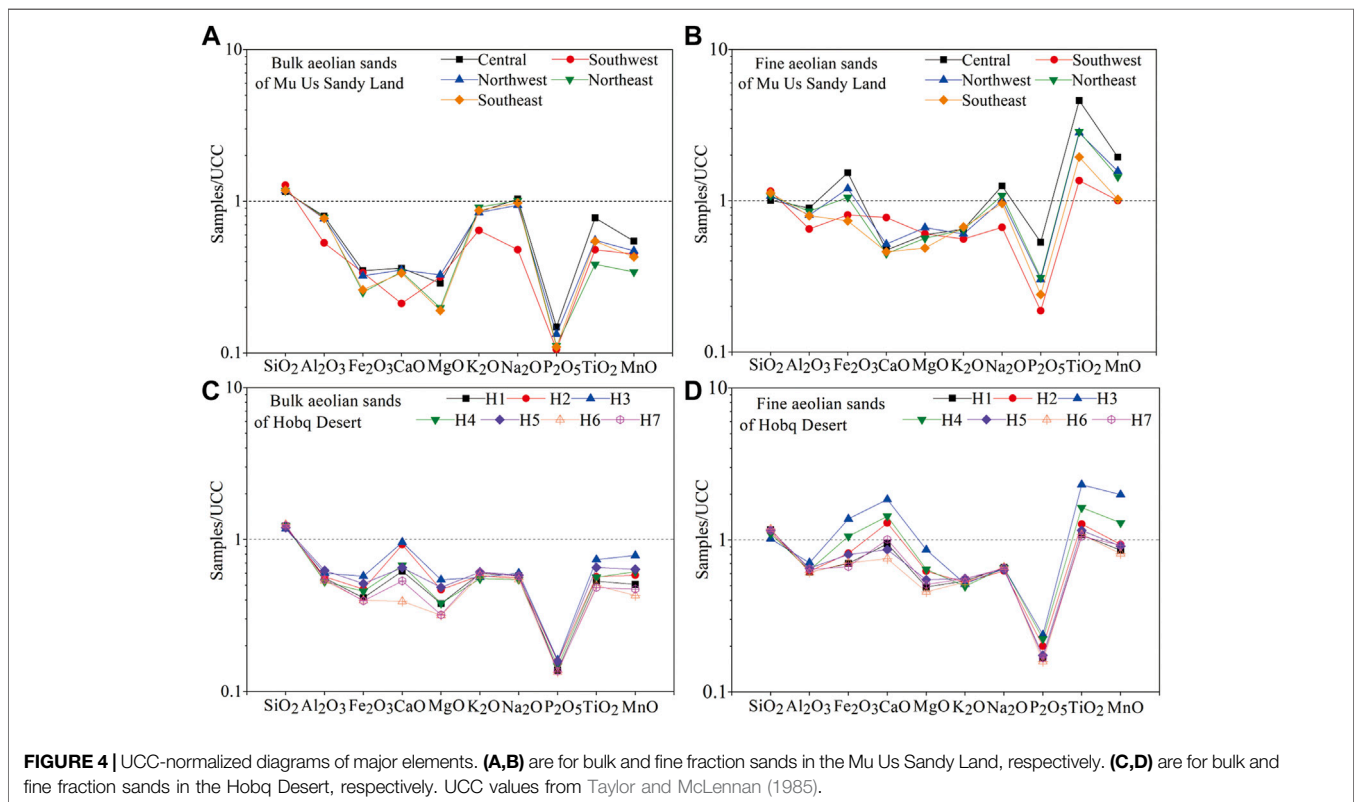 A
10
Bulk aeolian sands
of Mu Us Sandy Land
Central
Southwest
Northwest
Northeast
Southeast
Samples/UCC
1
0.1
SiO₂ Al₂O₃ Fe₂O₃ CaO MgO K₂O Na₂O P₂O₅ TiO₂ MnO
B
10
Fine aeolian sands
of Mu Us Sandy Land
Central
Southwest
Northwest
Northeast
Southeast
Samples/UCC
1
0.1
SiO₂ Al₂O₃ Fe₂O₃ CaO MgO K₂O Na₂O P₂O₅ TiO₂ MnO
C
10
Bulk aeolian sands
of Hobq Desert
H1 H2 H3
H4 H5 H6 H7
Samples/UCC
1
0.1
SiO₂ Al₂O₃ Fe₂O₃ CaO MgO K₂O Na₂O P₂O₅ TiO₂ MnO
D
10
Fine aeolian sands
of Hobq Desert
H1 H2 H3
H4 H5 H6 H7
Samples/UCC
1
0.1
SiO₂ Al₂O₃ Fe₂O₃ CaO MgO K₂O Na₂O P₂O₅ TiO₂ MnO
FIGURE 4 | UCC-normalized diagrams of major elements. (A,B) are for bulk and fine fraction sands in the Mu Us Sandy Land, respectively. (C,D) are for bulk and
fine fraction sands in the Hobq Desert, respectively. UCC values from Taylor and McLennan (1985).